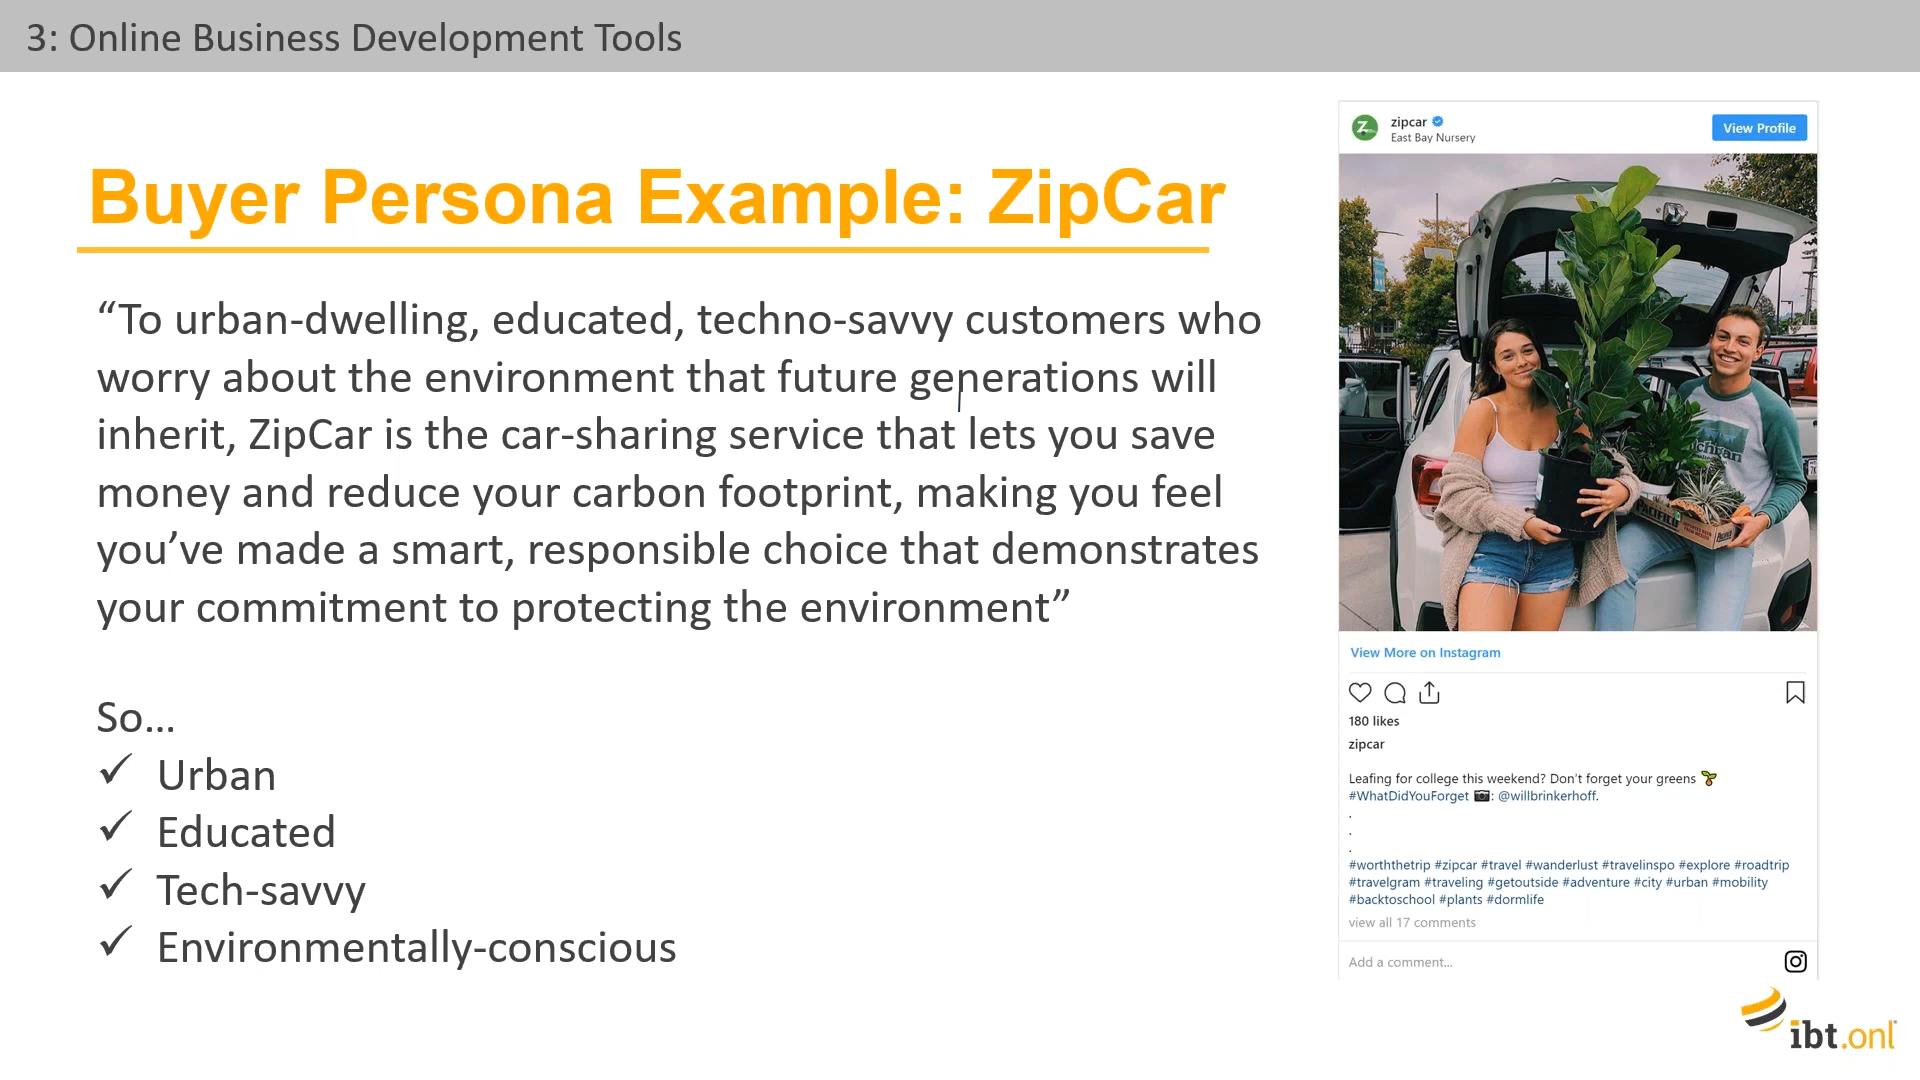 3: Online Business Development Tools
Buyer Persona Example: ZipCar
“To urban-dwelling, educated, techno-savvy customers who
worry about the environment that future generations will
inherit, ZipCar is the car-sharing service that lets you save
money and reduce your carbon footprint, making you feel
you’ve made a smart, responsible choice that demonstrates
your commitment to protecting the environment”
So…
✓ Urban
✓ Educated
✓ Tech-savvy
✓ Environmentally-conscious
Z
zipcar
East Bay Nursery
View Profile
PACIFIC
View More on Instagram
180 likes
zipcar
Leafing for college this weekend? Don't forget your greens 🌱
#WhatDidYouForget 📷: @willbrinkerhoff.
.
.
.
#worththetrip #zipcar #travel #wanderlust #travelinspo #explore #roadtrip
#travelgram #traveling #getoutside #adventure #city #urban #mobility
#backtoschool #plants #dormlife
view all 17 comments
Add a comment...
ibt.onl